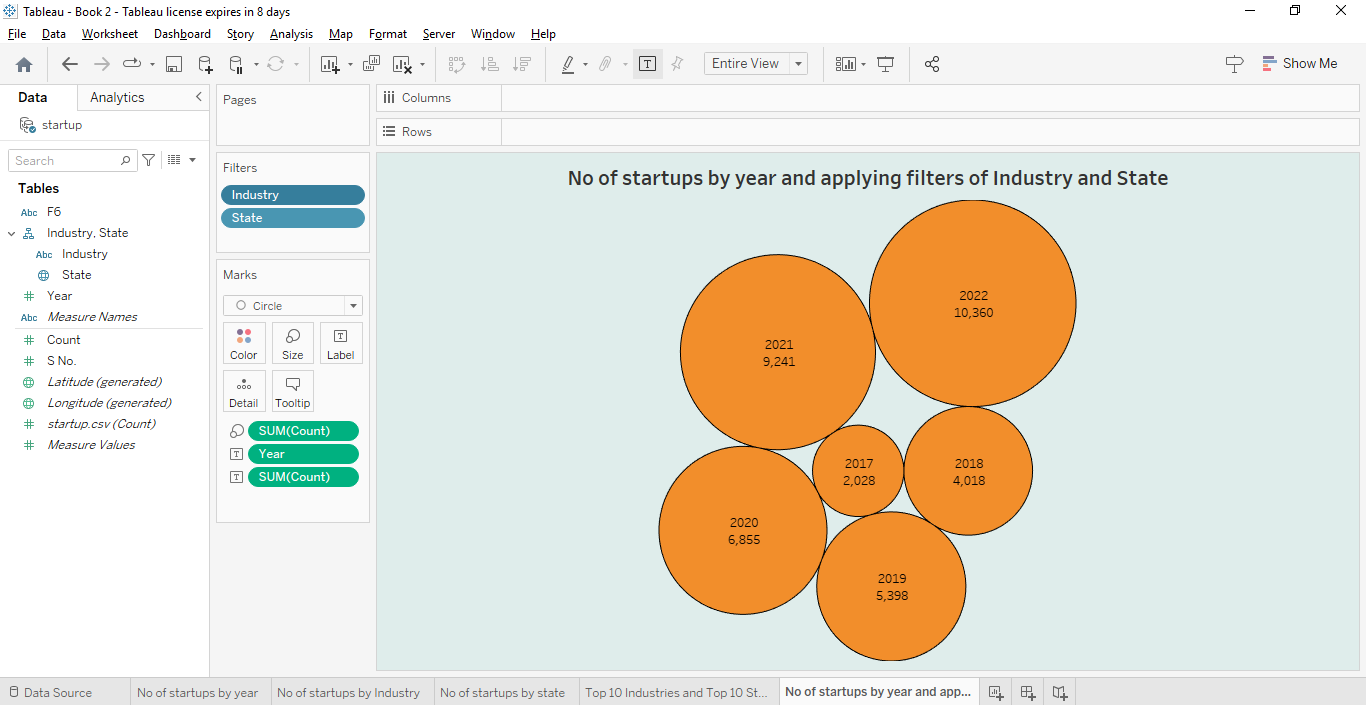 Tableau - Book 2 - Tableau license expires in 8 days
File Data Worksheet Dashboard Story Analysis Map Format Server Window Help
Entire View
Show Me
Data Analytics
startup
Search
Tables
Abc F6
Industry, State
Abc Industry
State
Year
Abc Measure Names
Count
S No.
Latitude (generated)
Longitude (generated)
startup.csv (Count)
Measure Values
Pages
Filters
Industry
State
Marks
Circle
Color Size Label
Detail Tooltip
SUM(Count)
Year
SUM(Count)
Columns
Rows
No of startups by year and applying filters of Industry and State
2022
10,360
2021
9,241
2017
2,028
2018
4,018
2020
6,855
2019
5,398
Data Source No of startups by year No of startups by Industry No of startups by state Top 10 Industries and Top 10 St... No of startups by year and app...